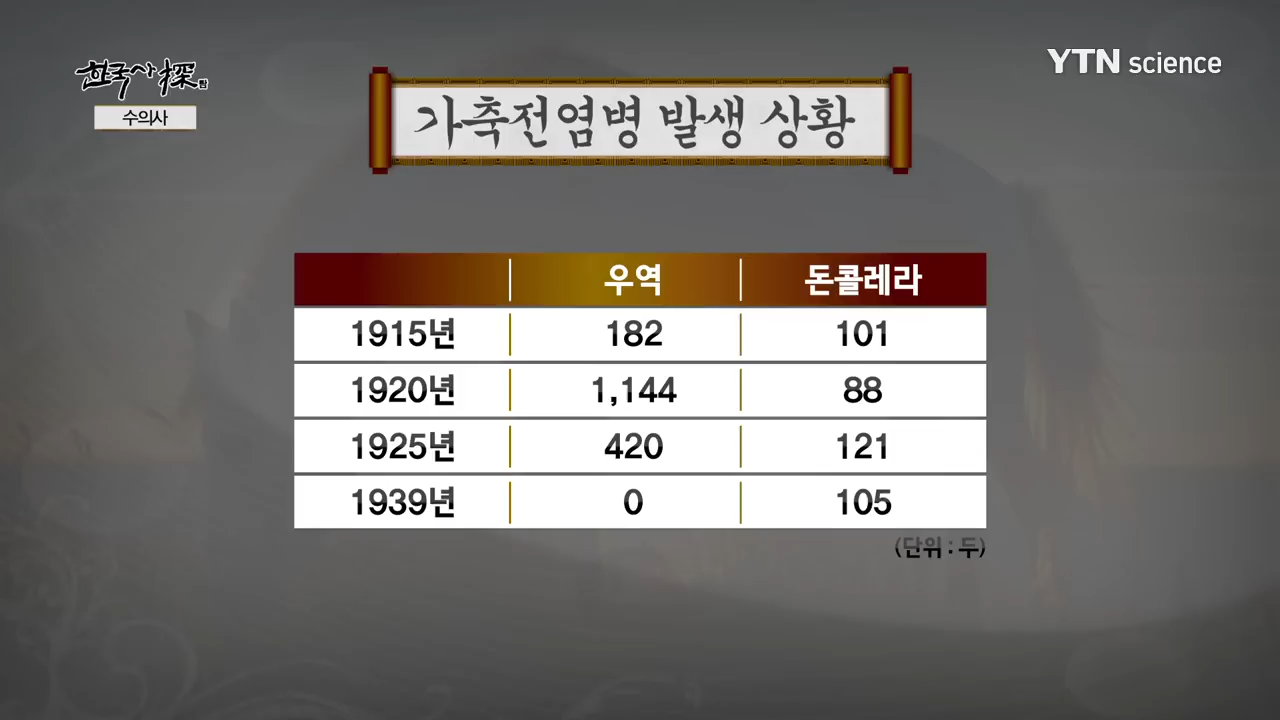 한국사 探
수의사
YTN science
가축전염병 발생 상황
우역 돈콜레라
1915년 182 101
1920년 1,144 88
1925년 420 121
1939년 0 105
(단위 : 두)